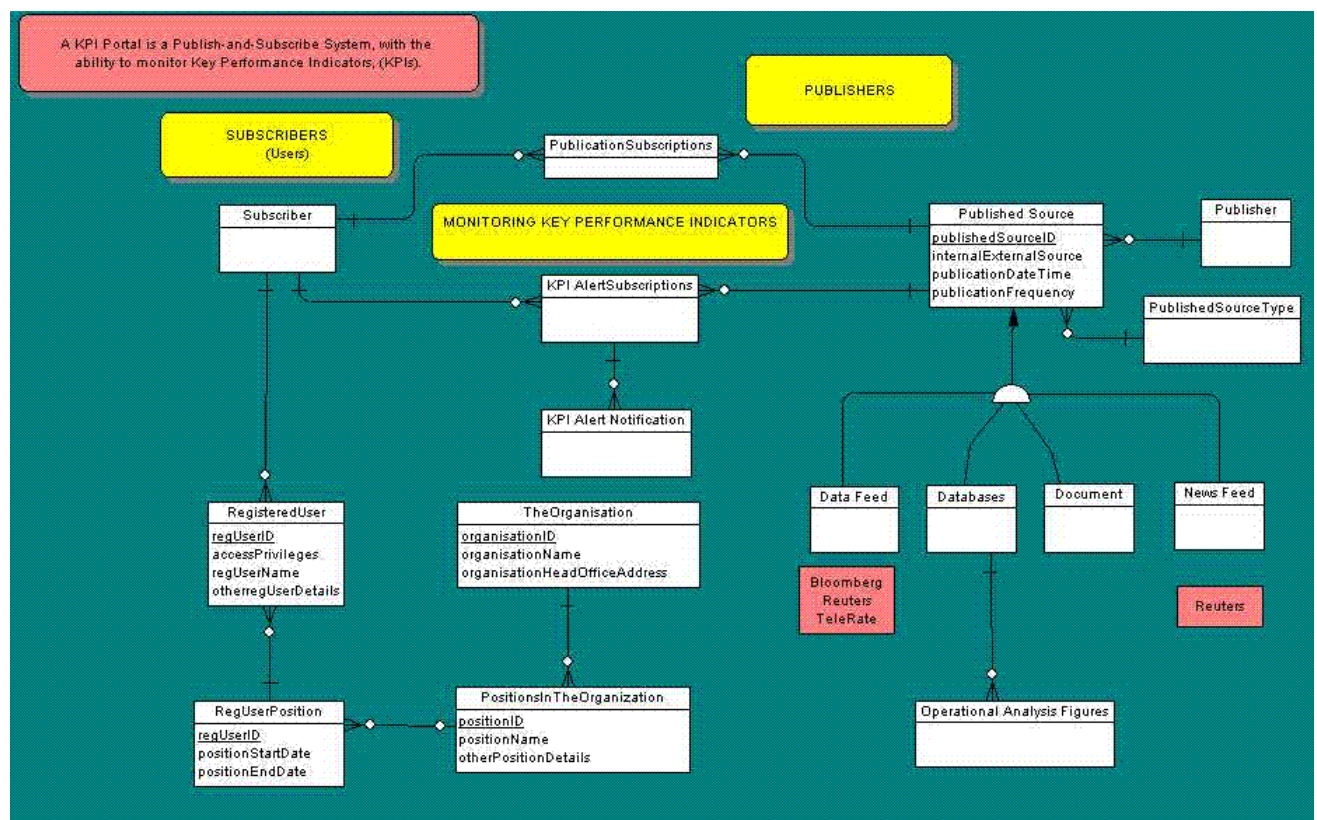 A KPI Portal is a Publish-and-Subscribe System, with the
ability to monitor Key Performance Indicators, (KPIs).
PUBLISHERS
SUBSCRIBERS
(Users)
PublicationSubscriptions
Subscriber
MONITORING KEY PERFORMANCE INDICATORS
Published Source
publishedSourceID
internalExternalSource
publicationDateTime
publicationFrequency
Publisher
KPI AlertSubscriptions
PublishedSourceType
KPI Alert Notification
Data Feed
Databases
Document
News Feed
Bloomberg
Reuters
TeleRate
Reuters
RegisteredUser
regUserID
accessPrivileges
regUserName
otherregUserDetails
TheOrganisation
organisationID
organisationName
organisationHeadOfficeAddress
RegUserPosition
regUserID
positionStartDate
positionEndDate
PositionsInTheOrganization
positionID
positionName
otherPositionDetails
Operational Analysis Figures